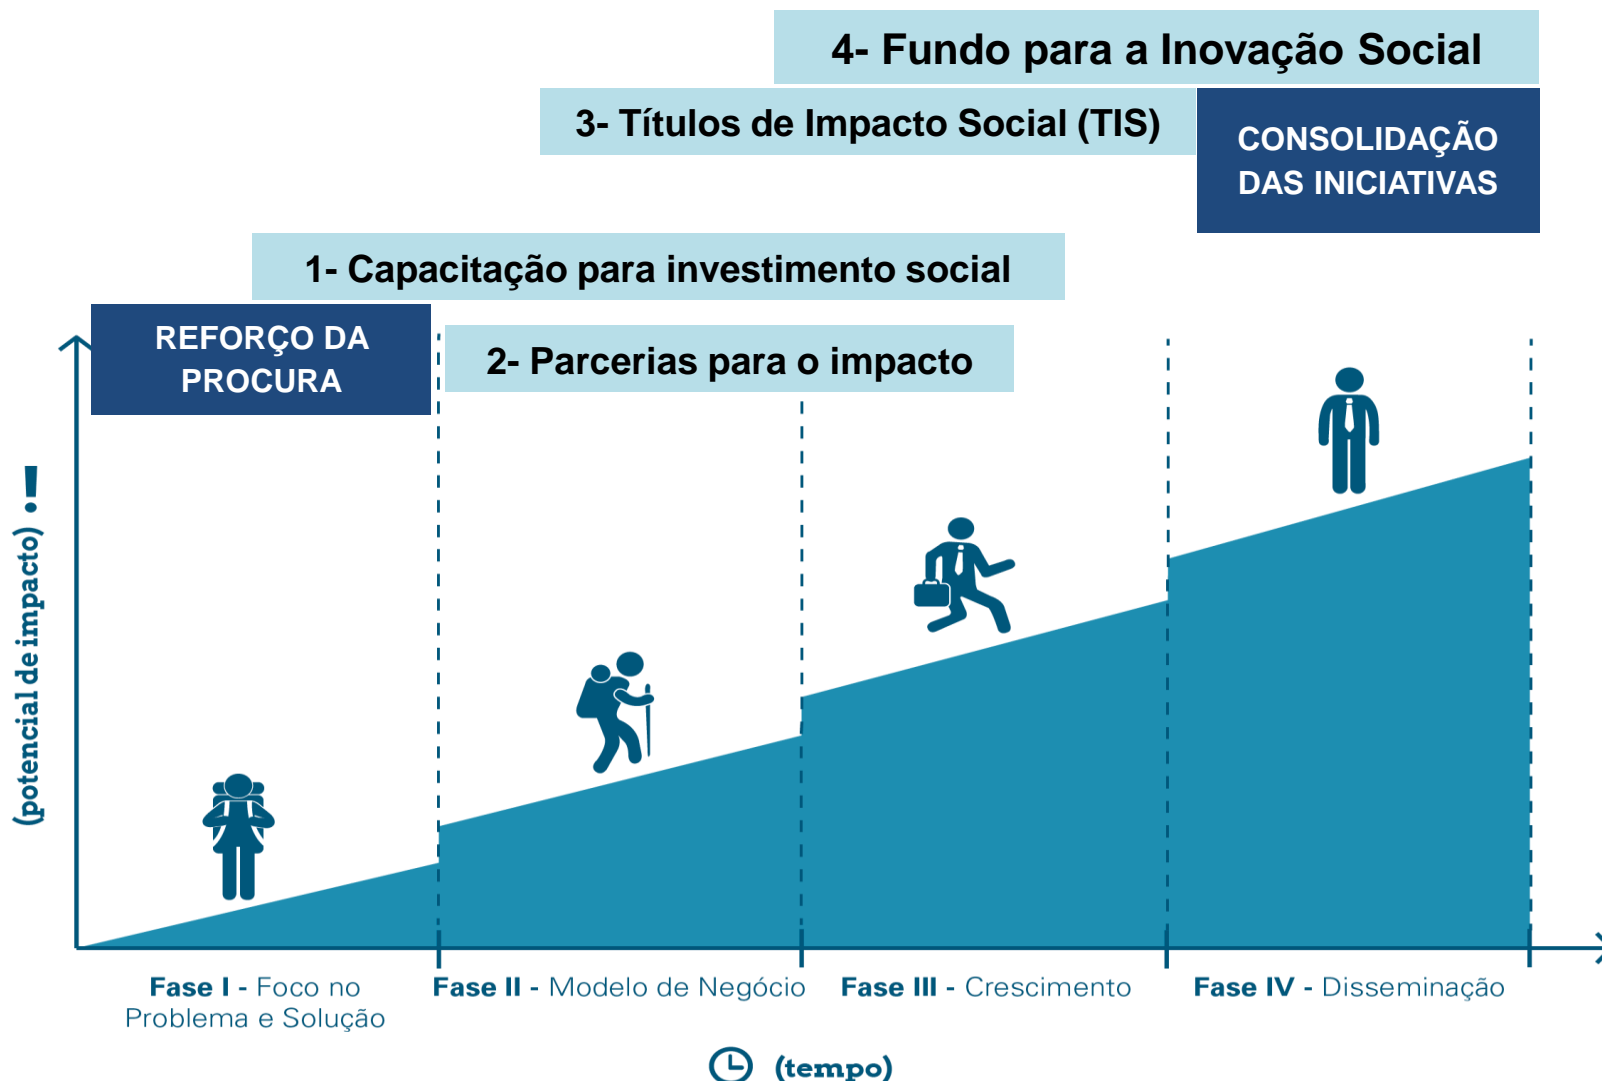 4- Fundo para a Inovação Social
3- Títulos de Impacto Social (TIS)
CONSOLIDAÇÃO
DAS INICIATIVAS
1- Capacitação para investimento social
REFORÇO DA
PROCURA
2- Parcerias para o impacto
(potencial de impacto) !
Fase I - Foco no
Problema e Solução
Fase II - Modelo de Negócio
Fase III - Crescimento
Fase IV - Disseminação
(tempo)